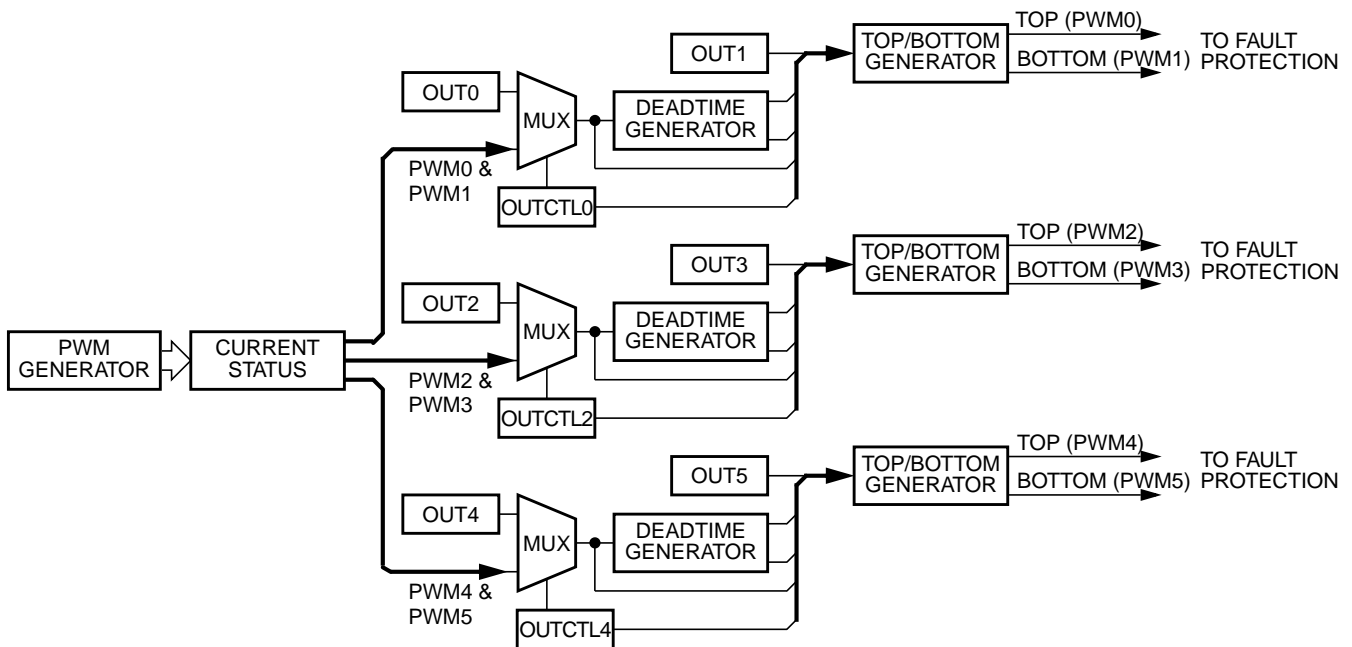 TOP (PWM0)
OUT1
TOP/BOTTOM
GENERATOR
BOTTOM (PWM1)
TO FAULT
PROTECTION
OUT0
MUX
DEADTIME
GENERATOR
PWM0 &
PWM1
OUTCTL0
TOP (PWM2)
OUT3
TOP/BOTTOM
GENERATOR
BOTTOM (PWM3)
TO FAULT
PROTECTION
OUT2
MUX
DEADTIME
GENERATOR
PWM
GENERATOR
CURRENT
STATUS
PWM2 &
PWM3
OUTCTL2
TOP (PWM4)
OUT5
TOP/BOTTOM
GENERATOR
BOTTOM (PWM5)
TO FAULT
PROTECTION
OUT4
MUX
DEADTIME
GENERATOR
PWM4 &
PWM5
OUTCTL4